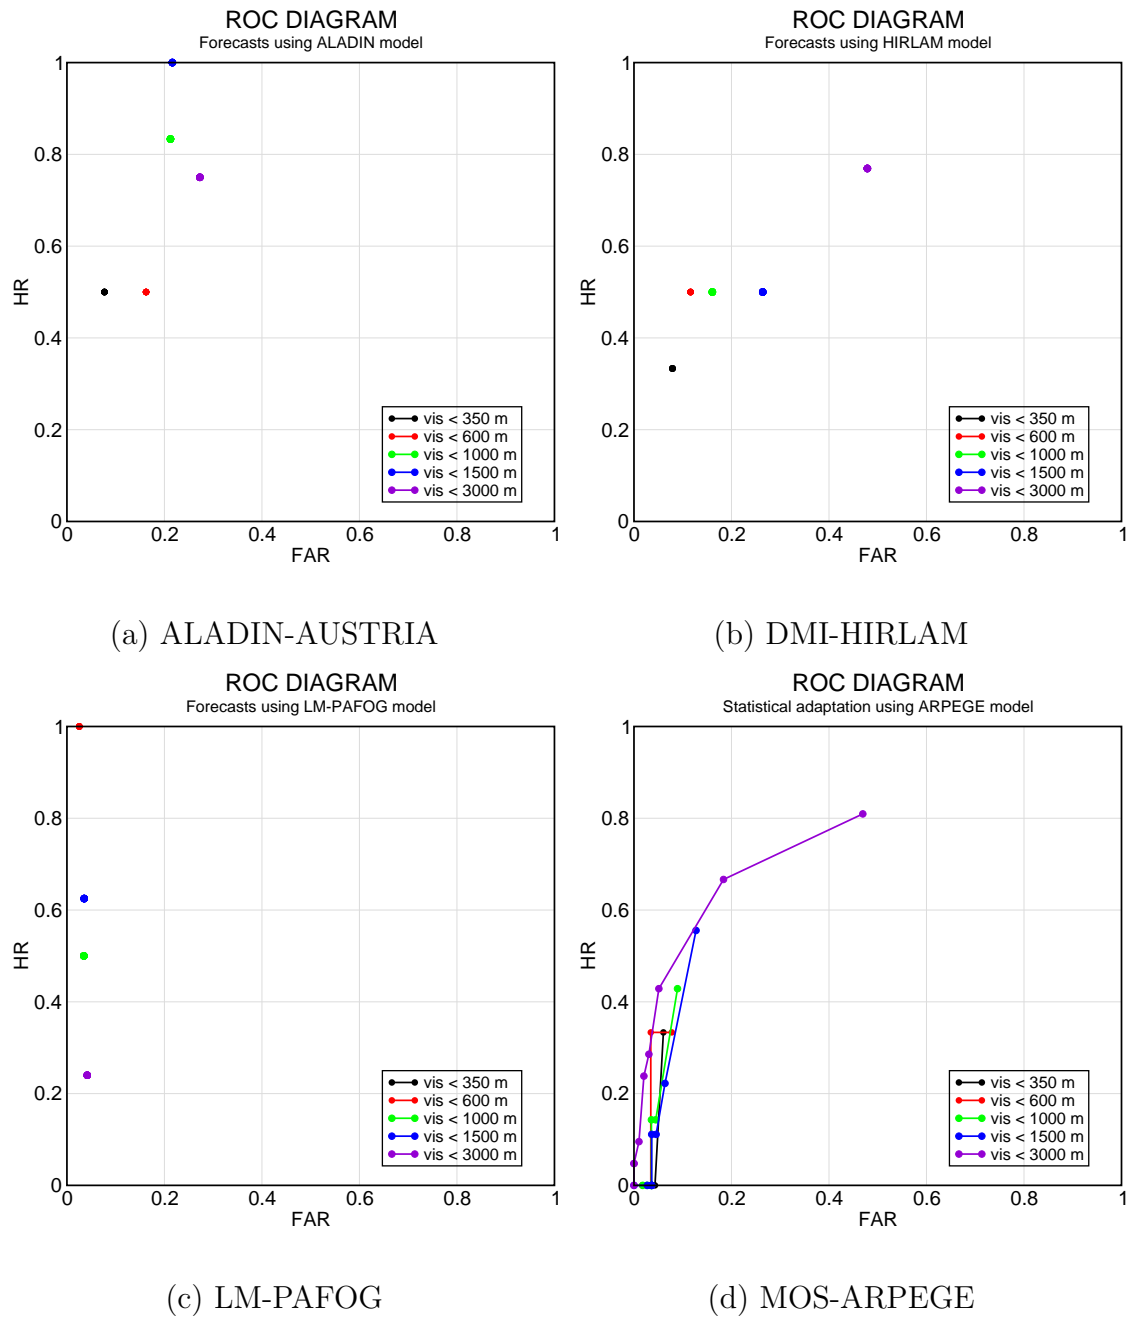 ROC DIAGRAM
Forecasts using ALADIN model
1
0.8
0.6
HR
0.4
0.2
0
vis < 350 m
vis < 600 m
vis < 1000 m
vis < 1500 m
vis < 3000 m
0 0.2 0.4 0.6 0.8 1
FAR
(a) ALADIN-AUSTRIA
ROC DIAGRAM
Forecasts using HIRLAM model
1
0.8
0.6
HR
0.4
0.2
0
vis < 350 m
vis < 600 m
vis < 1000 m
vis < 1500 m
vis < 3000 m
0 0.2 0.4 0.6 0.8 1
FAR
(b) DMI-HIRLAM
ROC DIAGRAM
Forecasts using LM-PAFOG model
1
0.8
0.6
HR
0.4
0.2
0
vis < 350 m
vis < 600 m
vis < 1000 m
vis < 1500 m
vis < 3000 m
0 0.2 0.4 0.6 0.8 1
FAR
(c) LM-PAFOG
ROC DIAGRAM
Statistical adaptation using ARPEGE model
1
0.8
0.6
HR
0.4
0.2
0
vis < 350 m
vis < 600 m
vis < 1000 m
vis < 1500 m
vis < 3000 m
0 0.2 0.4 0.6 0.8 1
FAR
(d) MOS-ARPEGE